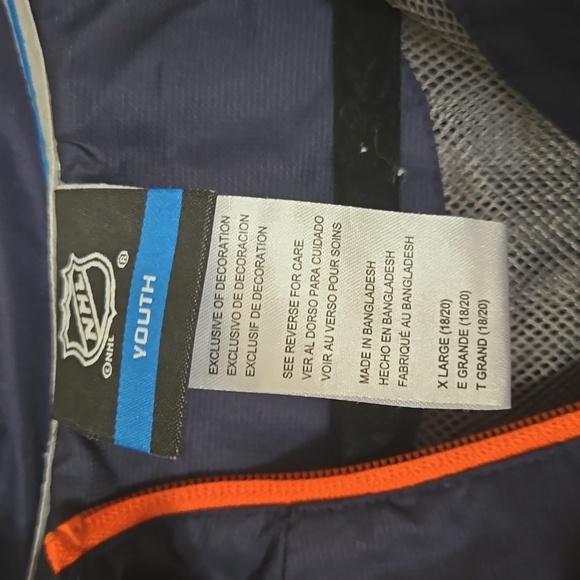 NHL
®
©NHL
YOUTH
EXCLUSIVE OF DECORATION
EXCLUSIVO DE DECORACION
EXCLUSIF DE DECORATION
SEE REVERSE FOR CARE
VER AL DORSO PARA CUIDADO
VOIR AU VERSO POUR SOINS
MADE IN BANGLADESH
HECHO EN BANGLADESH
FABRIQUÉ AU BANGLADESH
X LARGE (18/20)
E GRANDE (18/20)
T GRAND (18/20)